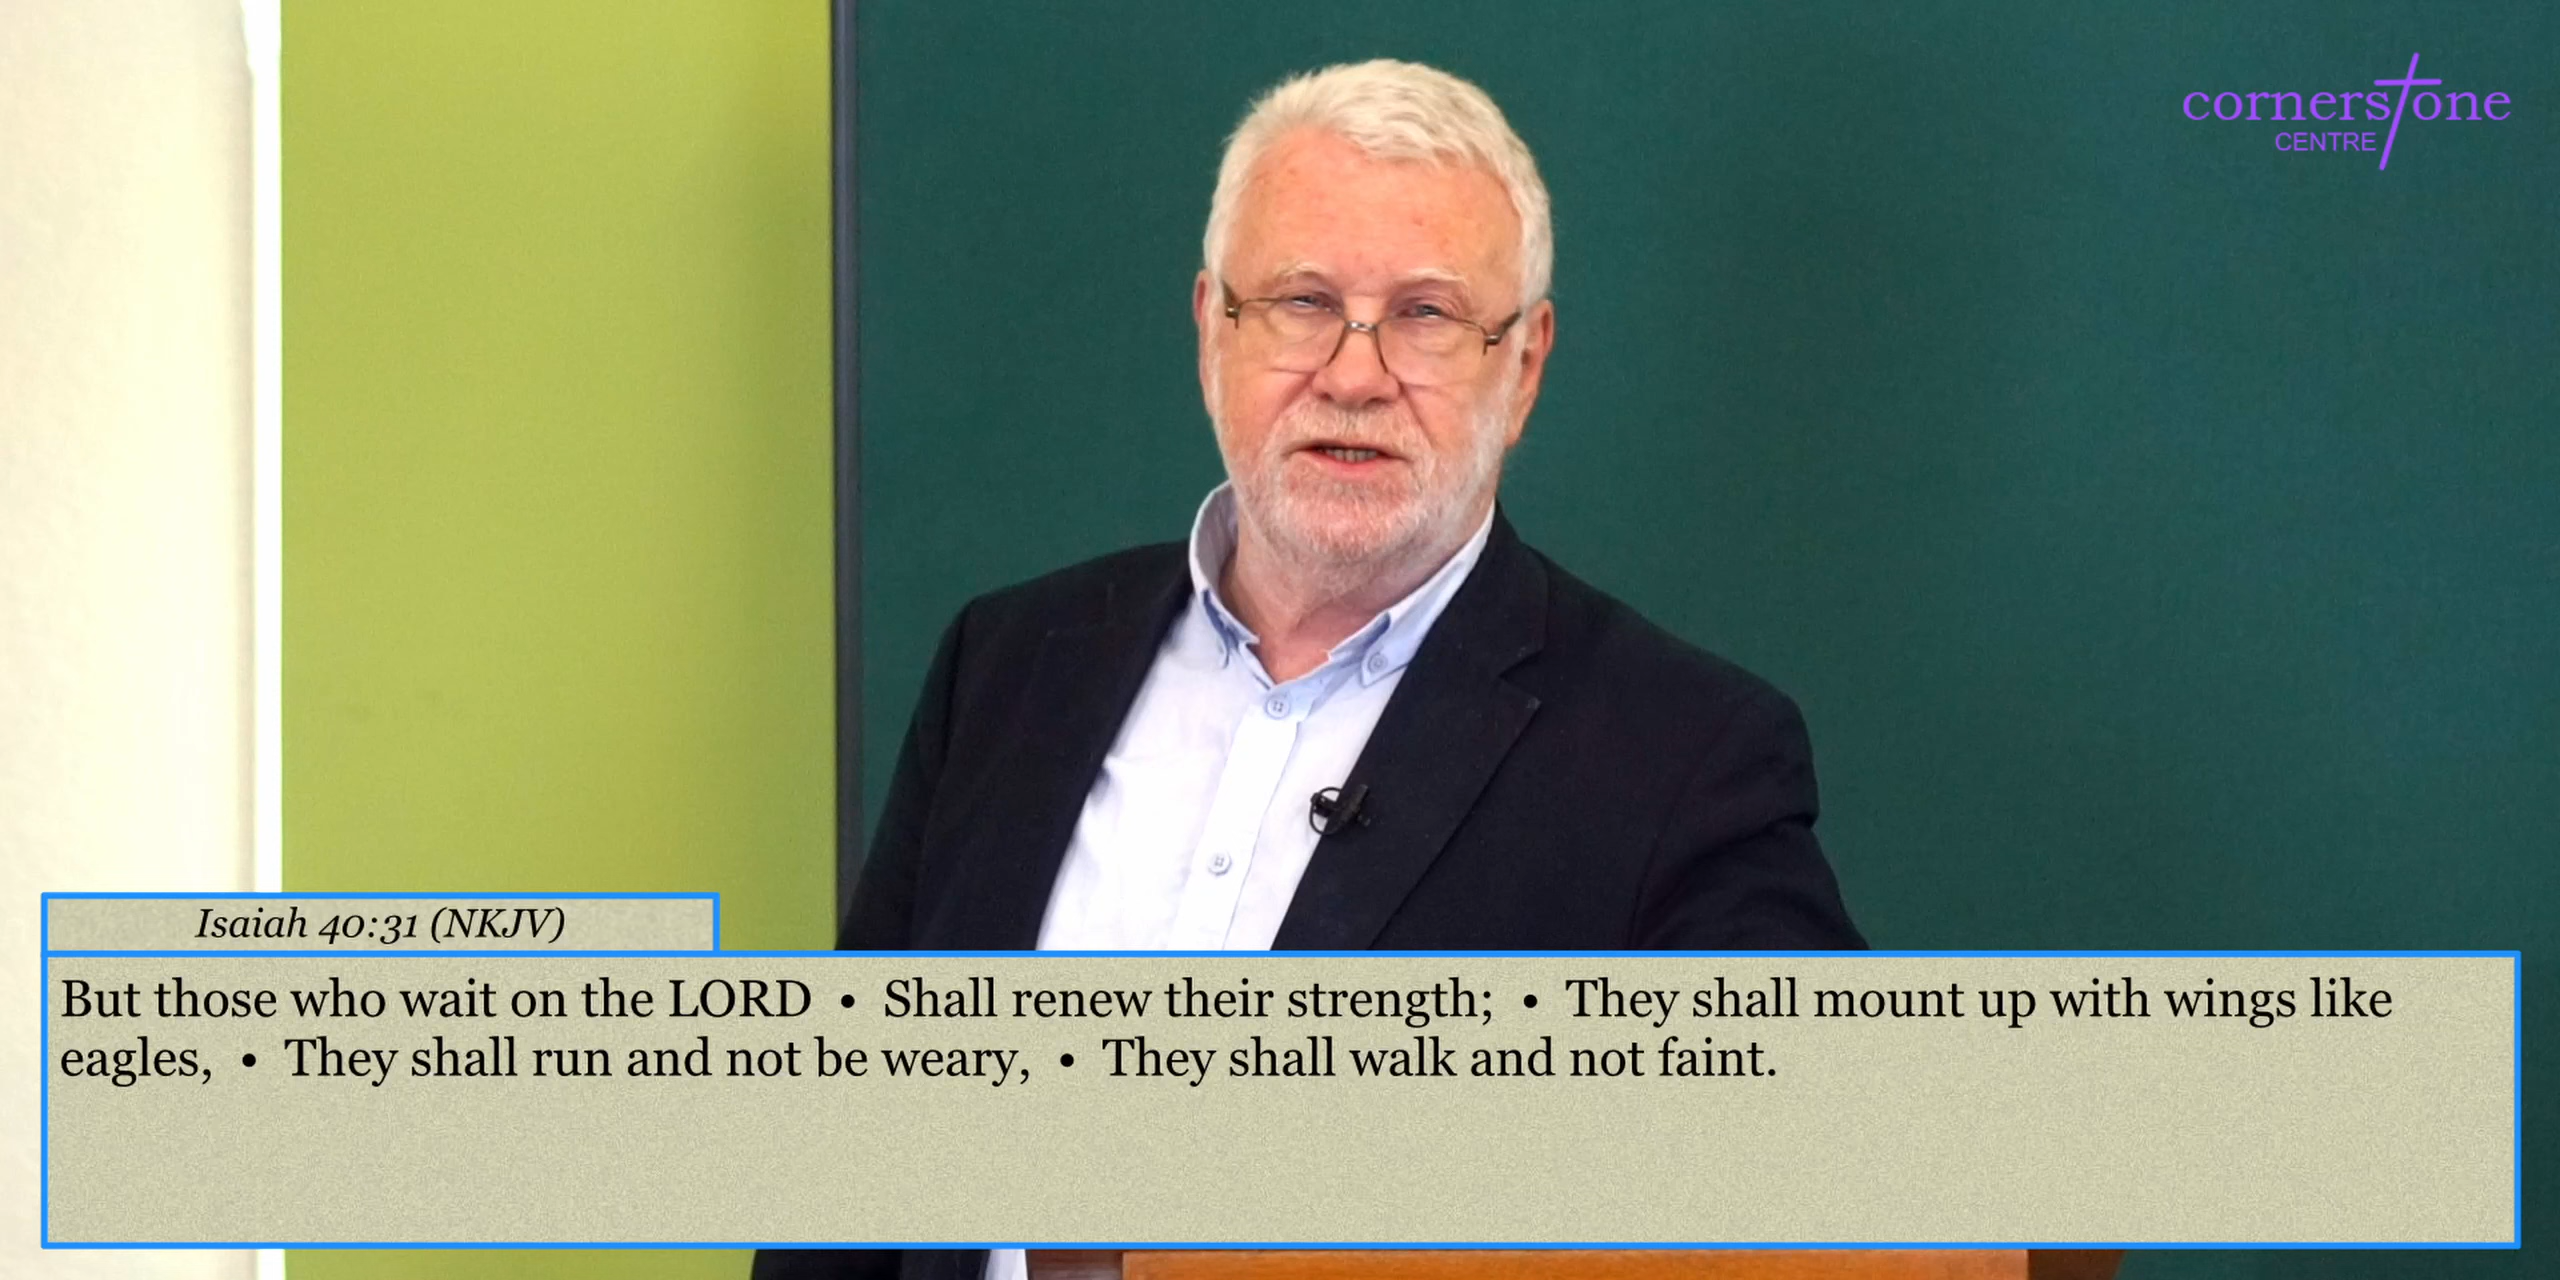 cornerstone
CENTRE
Isaiah 40:31 (NKJV)
But those who wait on the LORD • Shall renew their strength; • They shall mount up with wings like
eagles, • They shall run and not be weary, • They shall walk and not faint.